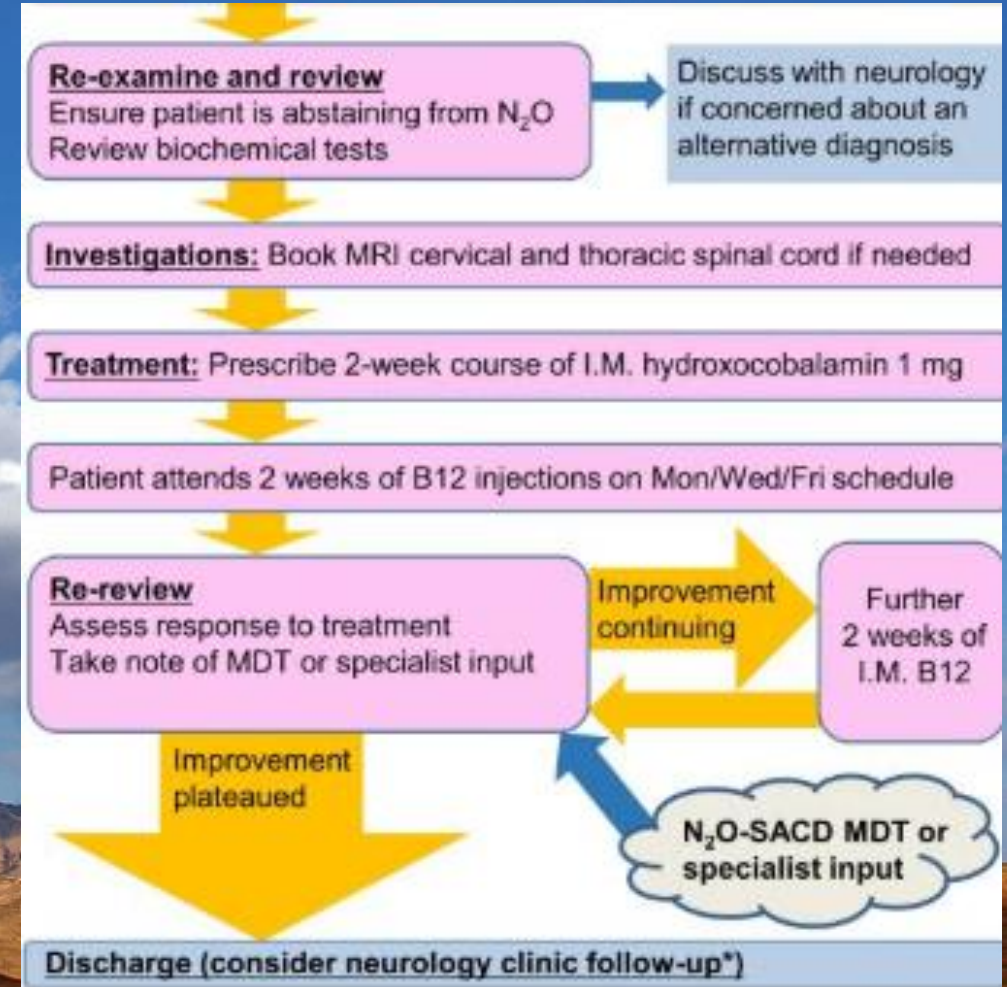 Re-examine and review
Ensure patient is abstaining from N₂O
Review biochemical tests
Discuss with neurology
if concerned about an
alternative diagnosis
Investigations: Book MRI cervical and thoracic spinal cord if needed
Treatment: Prescribe 2-week course of I.M. hydroxocobalamin 1 mg
Patient attends 2 weeks of B12 injections on Mon/Wed/Fri schedule
Re-review
Assess response to treatment
Take note of MDT or specialist input
Improvement
continuing
Further
2 weeks of
I.M. B12
Improvement
plateaued
N₂O-SACD MDT or
specialist input
Discharge (consider neurology clinic follow-up*)